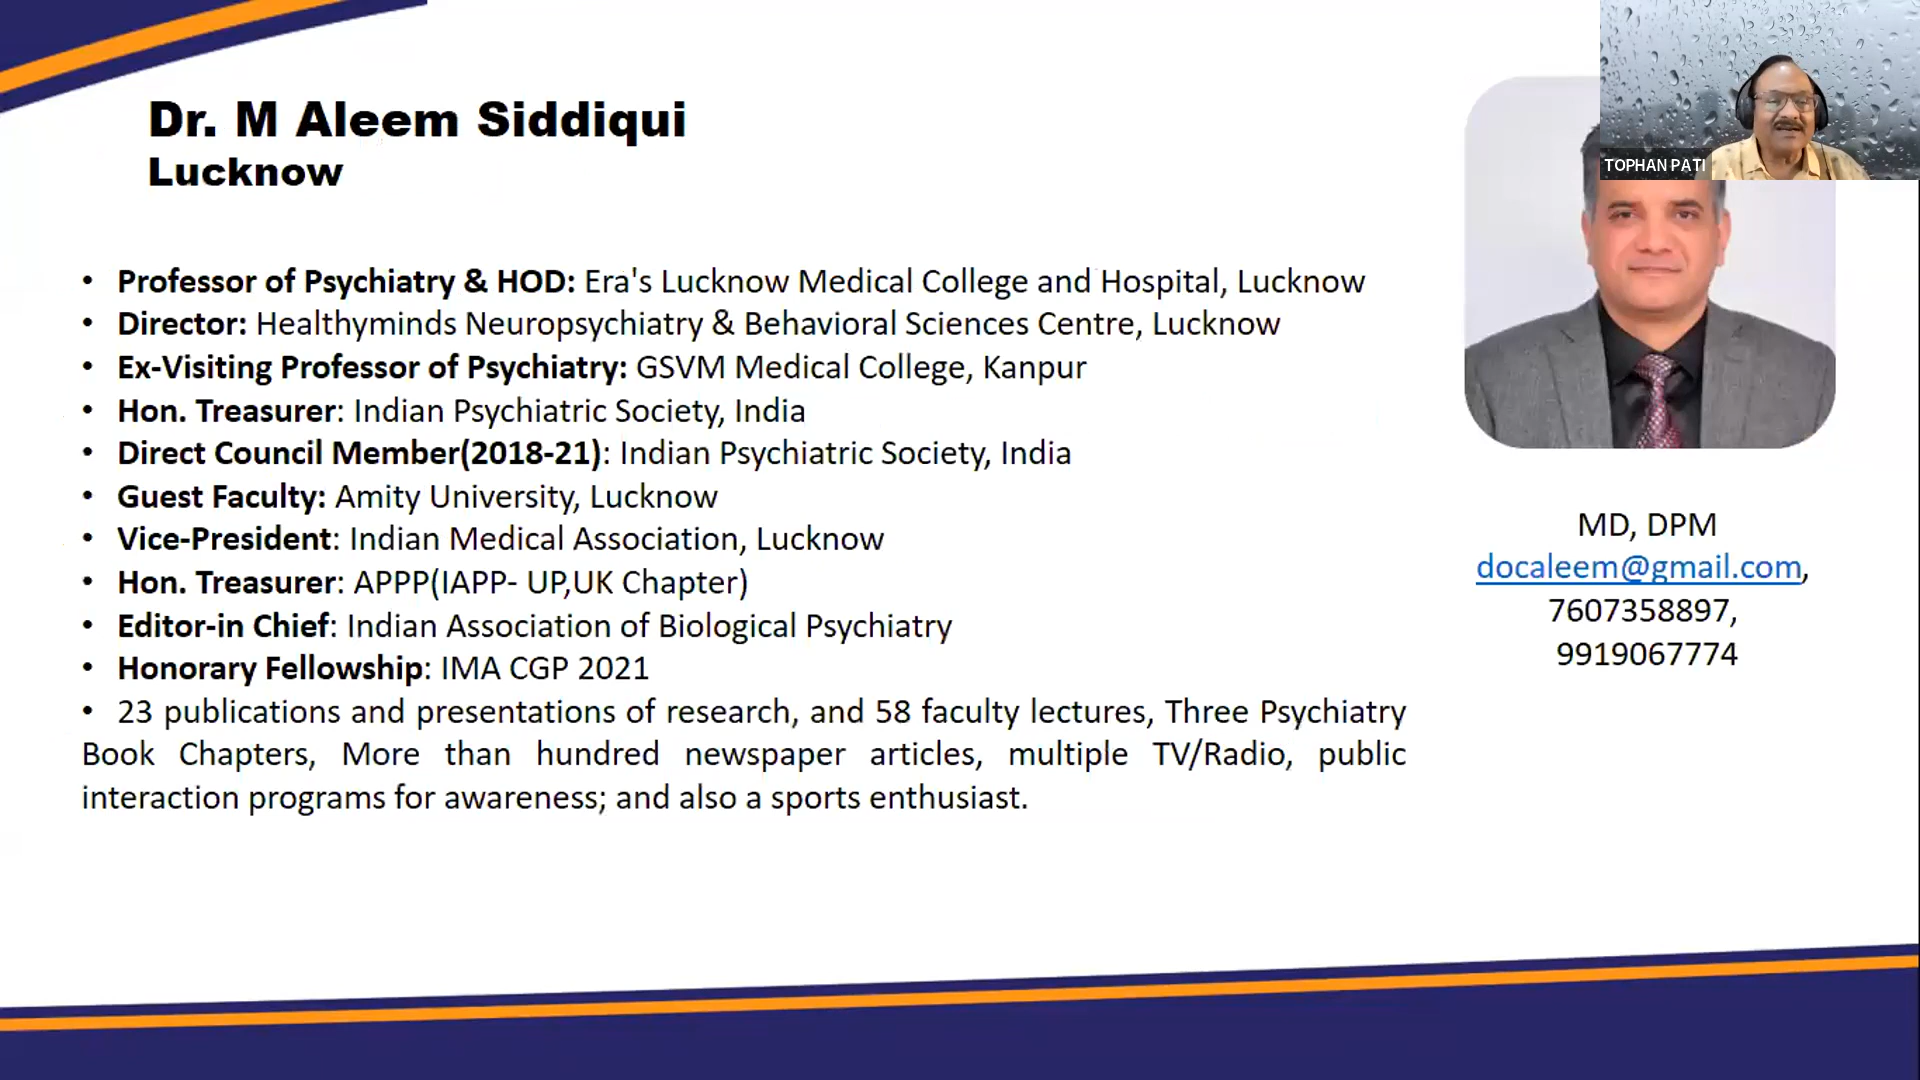 Dr. M Aleem Siddiqui
Lucknow
• Professor of Psychiatry & HOD: Era's Lucknow Medical College and Hospital, Lucknow
• Director: Healthyminds Neuropsychiatry & Behavioral Sciences Centre, Lucknow
• Ex-Visiting Professor of Psychiatry: GSVM Medical College, Kanpur
• Hon. Treasurer: Indian Psychiatric Society, India
• Direct Council Member(2018-21): Indian Psychiatric Society, India
• Guest Faculty: Amity University, Lucknow
• Vice-President: Indian Medical Association, Lucknow
• Hon. Treasurer: APPP(IAPP- UP,UK Chapter)
• Editor-in Chief: Indian Association of Biological Psychiatry
• Honorary Fellowship: IMA CGP 2021
• 23 publications and presentations of research, and 58 faculty lectures, Three Psychiatry
Book Chapters, More than hundred newspaper articles, multiple TV/Radio, public
interaction programs for awareness; and also a sports enthusiast.
TOPHAN PATI
MD, DPM
docaleem@gmail.com,
7607358897,
9919067774